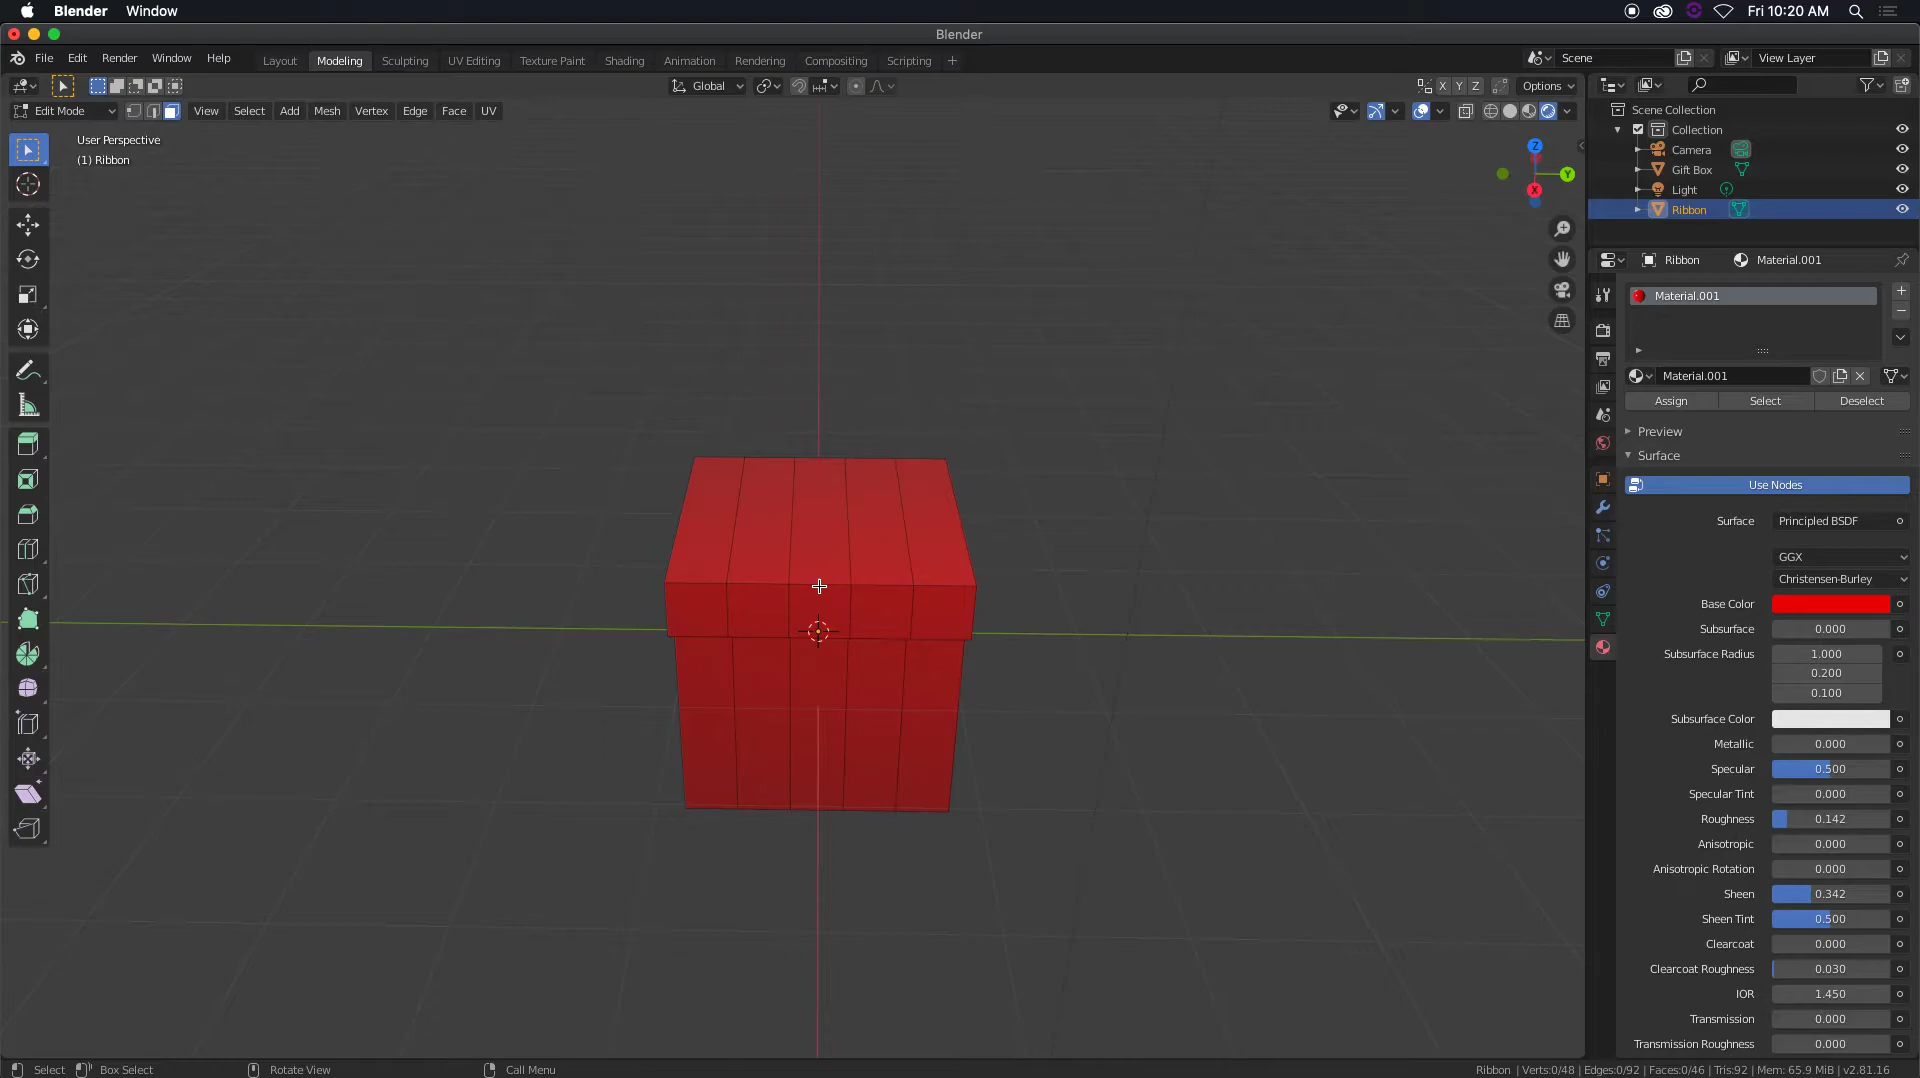 Blender Window Fri 10:20 AM
Blender
File Edit Render Window Help Layout Modeling Sculpting UV Editing Texture Paint Shading Animation Rendering Compositing Scripting + Scene View Layer
Global X Y Z Options
Edit Mode View Select Add Mesh Vertex Edge Face UV
User Perspective
(1) Ribbon
Z
Y
X
Scene Collection
Collection
Camera
Gift Box
Light
Ribbon
Ribbon Material.001
Material.001
Material.001
Assign Select Deselect
Preview
Surface
Use Nodes
Surface Principled BSDF
GGX
Christensen-Burley
Base Color
Subsurface 0.000
Subsurface Radius 1.000
0.200
0.100
Subsurface Color
Metallic 0.000
Specular 0.500
Specular Tint 0.000
Roughness 0.142
Anisotropic 0.000
Anisotropic Rotation 0.000
Sheen 0.342
Sheen Tint 0.500
Clearcoat 0.000
Clearcoat Roughness 0.030
IOR 1.450
Transmission 0.000
Transmission Roughness 0.000
Select Box Select Rotate View Call Menu Ribbon | Verts:0/48 | Edges:0/92 | Faces:0/46 | Tris:92 | Mem: 65.9 MiB | v2.81.16